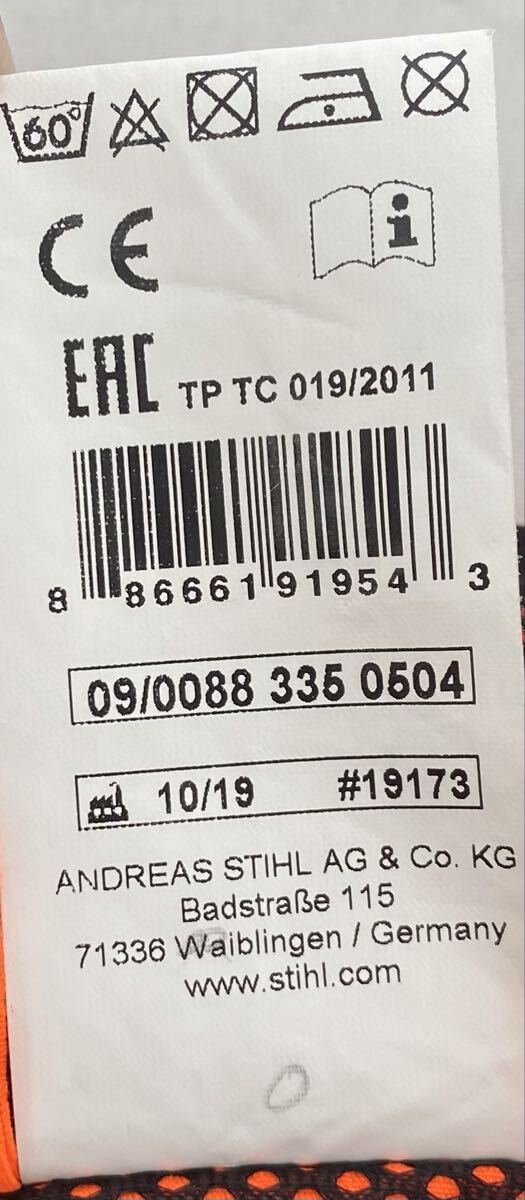 60°
CE
EAC TP TC 019/2011
8 86661 91954 3
09/0088 335 0504
10/19 #19173
ANDREAS STIHL AG & Co. KG
Badstraße 115
71336 Waiblingen / Germany
www.stihl.com